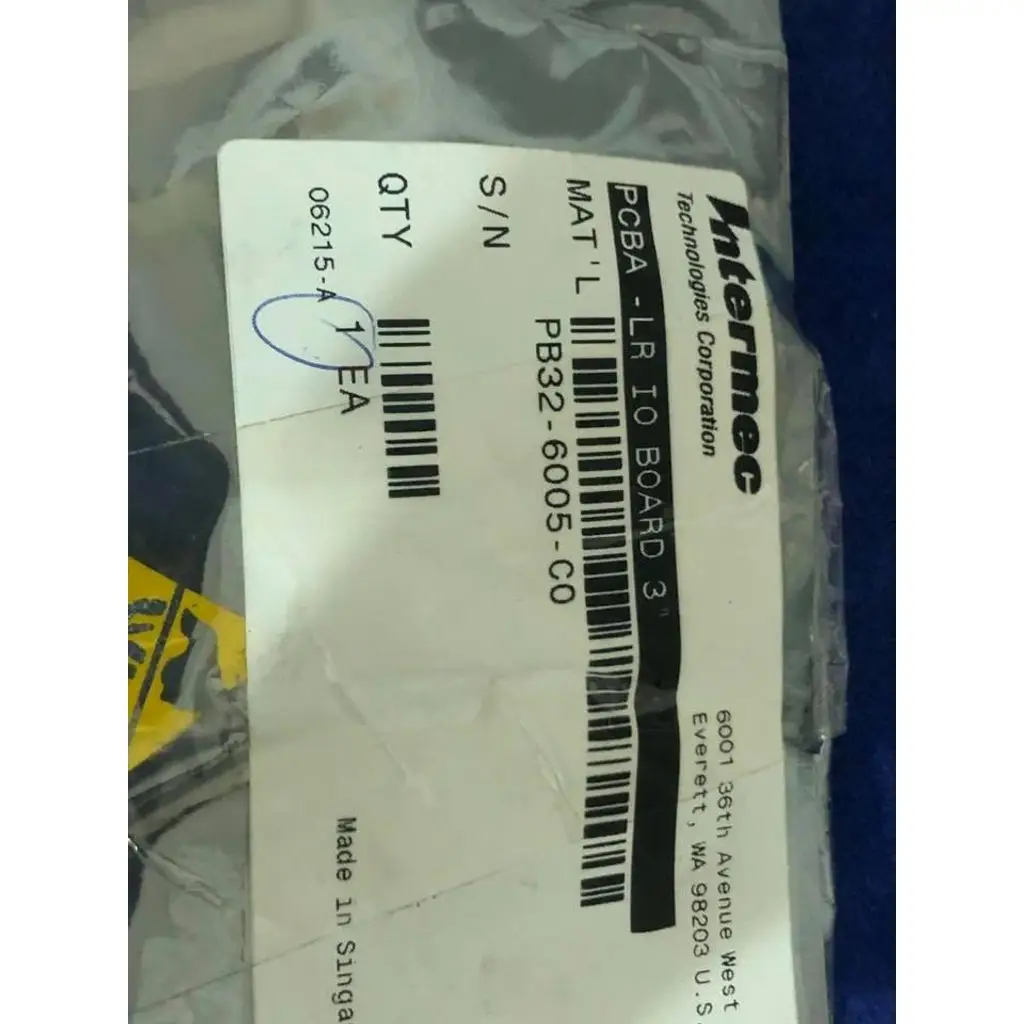 Intermec
Technologies Corporation
6001 36th Avenue West
Everett, WA 98203 U.S.
PCBA -LR IO BOARD 3"
MAT'L
PB32-6005-C0
S/N
QTY
1 EA
06215-A
Made in Singa